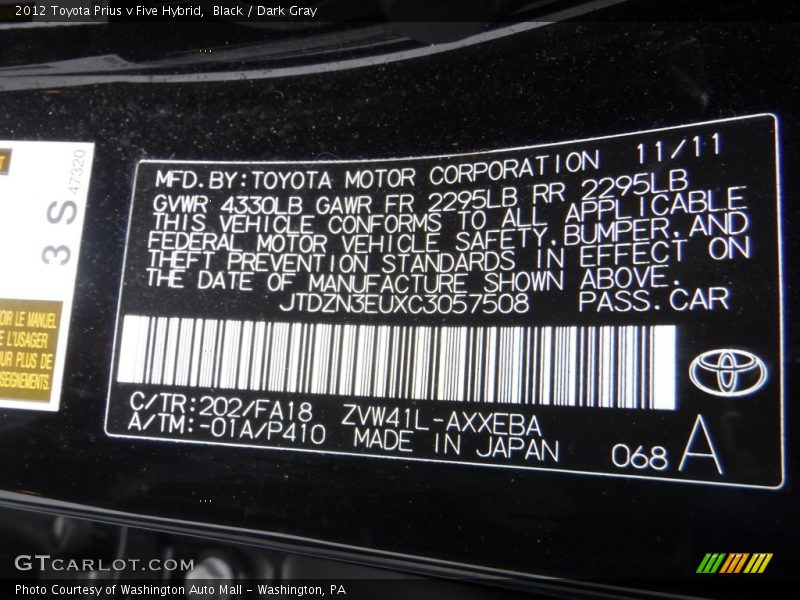 2012 Toyota Prius v Five Hybrid,  Black / Dark Gray
3 S 47320
OIR LE MANUEL
E L'USAGER
UR PLUS DE
SEIGNEMENTS.
MFD.BY:TOYOTA MOTOR CORPORATION 11/11
GVWR 4330LB GAWR FR 2295LB RR 2295LB
THIS VEHICLE CONFORMS TO ALL APPLICABLE
FEDERAL MOTOR VEHICLE SAFETY,BUMPER,AND
THEFT PREVENTION STANDARDS IN EFFECT ON
THE DATE OF MANUFACTURE SHOWN ABOVE.
JTDZN3EUXC3057508 PASS.CAR
C/TR:202/FA18 ZVW41L-AXXEBA
A/TM:-01A/P410 MADE IN JAPAN 068 A
GTCARLOT.COM
Photo Courtesy of Washington Auto Mall - Washington, PA